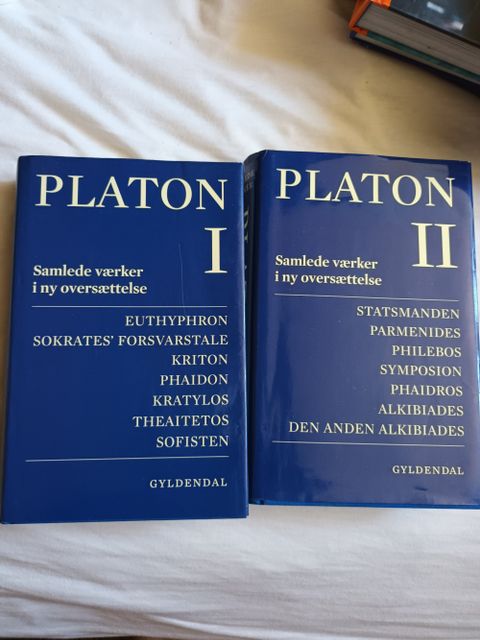 PLATON
I
Samlede værker
i ny oversættelse
EUTHYPHRON
SOKRATES' FORSVARSTALE
KRITON
PHAIDON
KRATYLOS
THEAITETOS
SOFISTEN
GYLDENDAL
PLATON
II
Samlede værker
i ny oversættelse
STATSMANDEN
PARMENIDES
PHILEBOS
SYMPOSION
PHAIDROS
ALKIBIADES
DEN ANDEN ALKIBIADES
GYLDENDAL